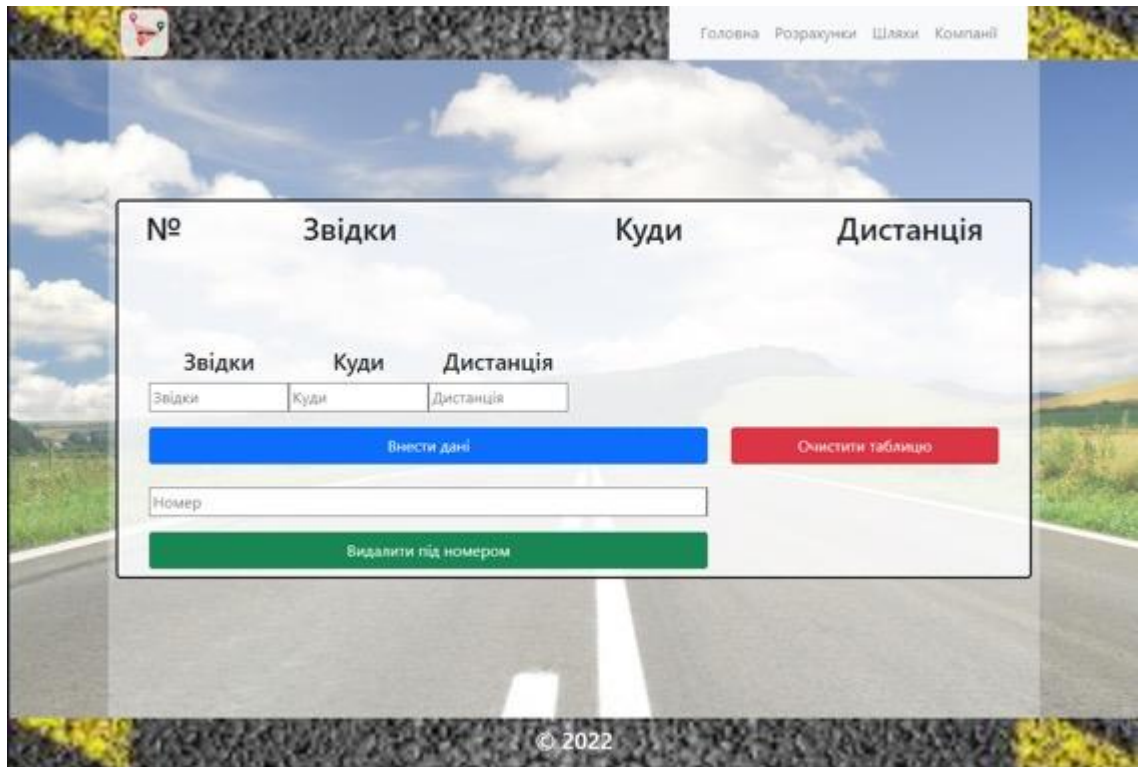 Головна Розрахунки Шляхи Компанії
№ Звідки Куди Дистанція
Звідки Куди Дистанція
Звідки Куди Дистанція
Внести дані Очистити таблицю
Номер
Видалити під номером
© 2022